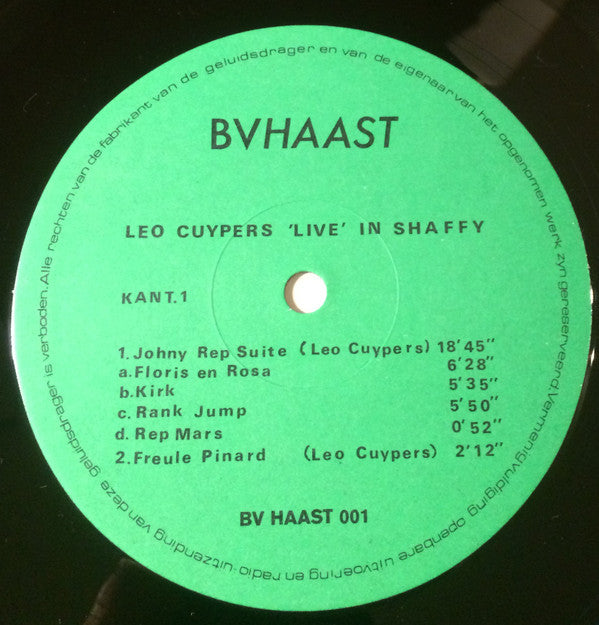 BVHAAST
LEO CUYPERS 'LIVE' IN SHAFFY
KANT.1
1.Johny Rep Suite (Leo Cuypers) 18'45"
a.Floris en Rosa 6'28"
b.Kirk 5'35"
c. Rank Jump 5'50"
d. Rep Mars 0'52"
2.Freule Pinard (Leo Cuypers) 2'12"
BV HAAST 001
Alle rechten van de fabrikant van de geluidsdrager en van de eigenaar van het opgenomen werk zyn gereserveerd. Vermenigvuldiging openbare uitvoering en radio-uitzending van deze geluidsdrager is verboden.